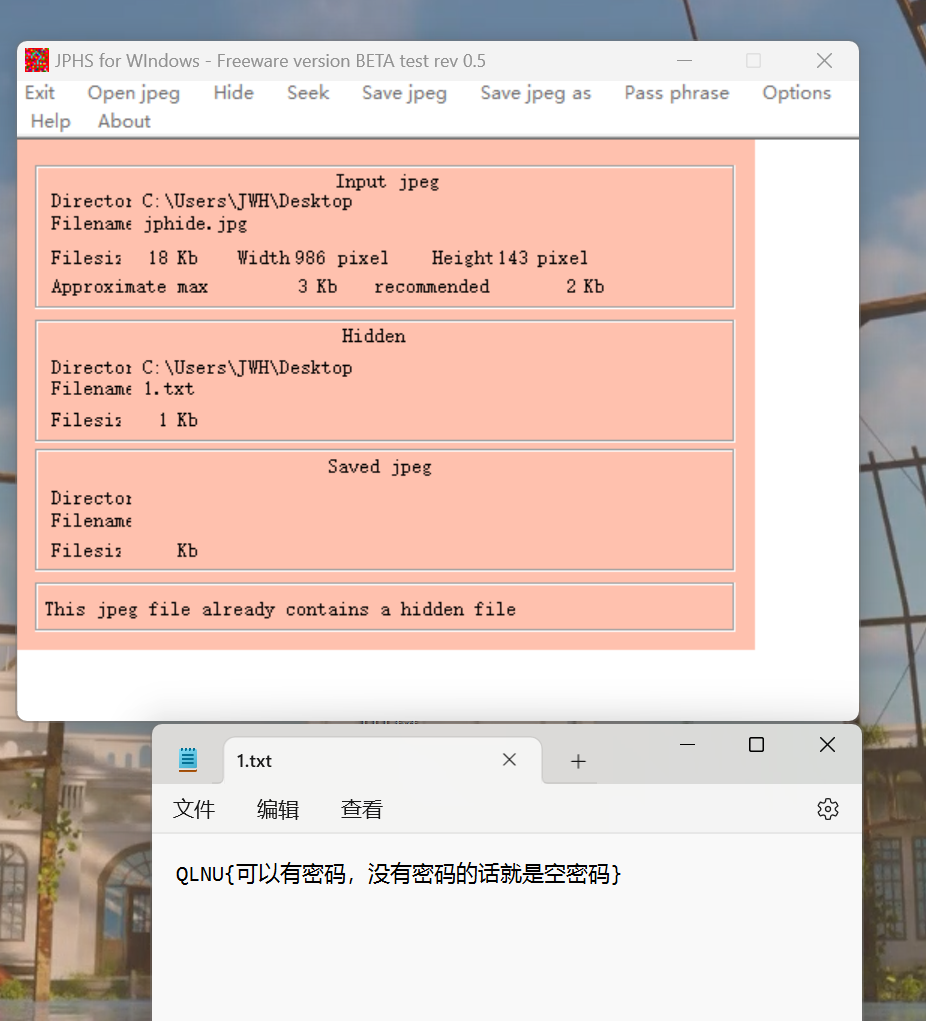 JPHS for WIndows - Freeware version BETA test rev 0.5
Exit Open jpeg Hide Seek Save jpeg Save jpeg as Pass phrase Options
Help About
Input jpeg
Director C:\Users\JWH\Desktop
Filename jphide.jpg
Filesiz 18 Kb Width 986 pixel Height 143 pixel
Approximate max 3 Kb recommended 2 Kb
Hidden
Director C:\Users\JWH\Desktop
Filename 1.txt
Filesiz 1 Kb
Saved jpeg
Director
Filename
Filesiz Kb
This jpeg file already contains a hidden file
1.txt
文件 编辑 查看
QLNU{可以有密码，没有密码的话就是空密码}